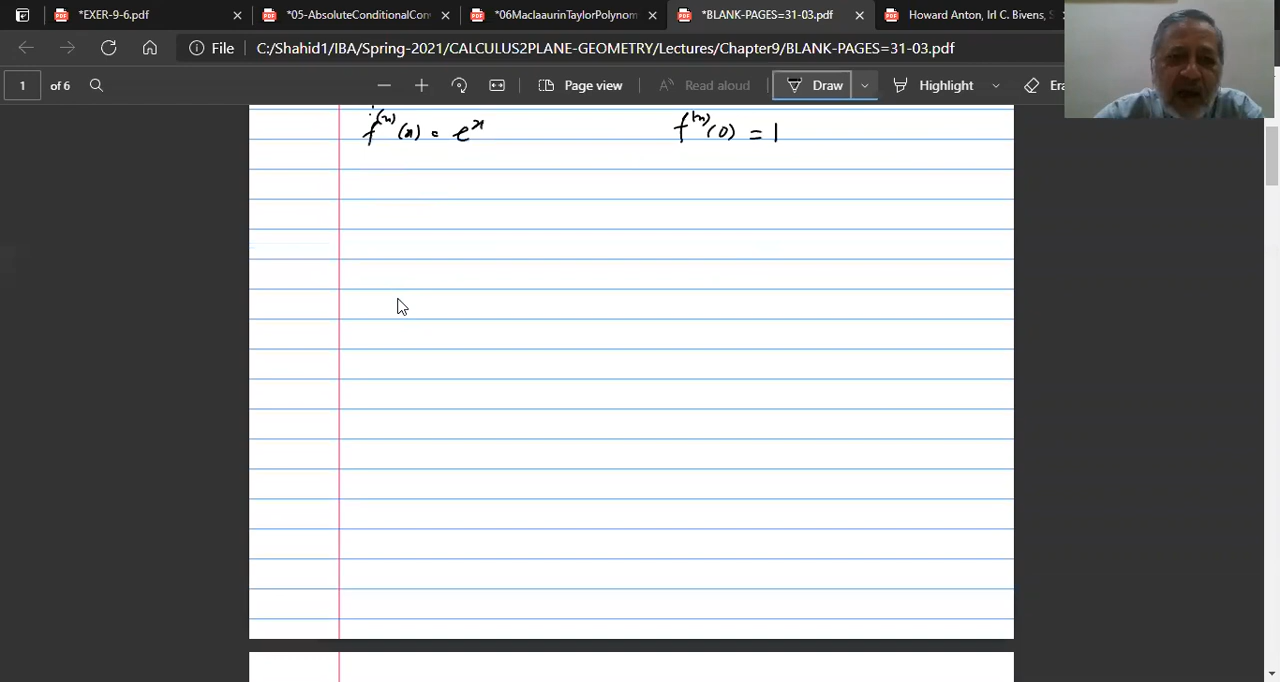 *EXER-9-6.pdf
*05-AbsoluteConditionalCon
*06MaclaaurinTaylorPolynom
*BLANK-PAGES=31-03.pdf
Howard Anton, Irl C. Bivens, S
File C:/Shahid1/IBA/Spring-2021/CALCULUS2PLANE-GEOMETRY/Lectures/Chapter9/BLANK-PAGES=31-03.pdf
1 of 6 Page view Read aloud Draw Highlight Era
f⁽ⁿ⁾(x) = eˣ f⁽ⁿ⁾(0) = 1